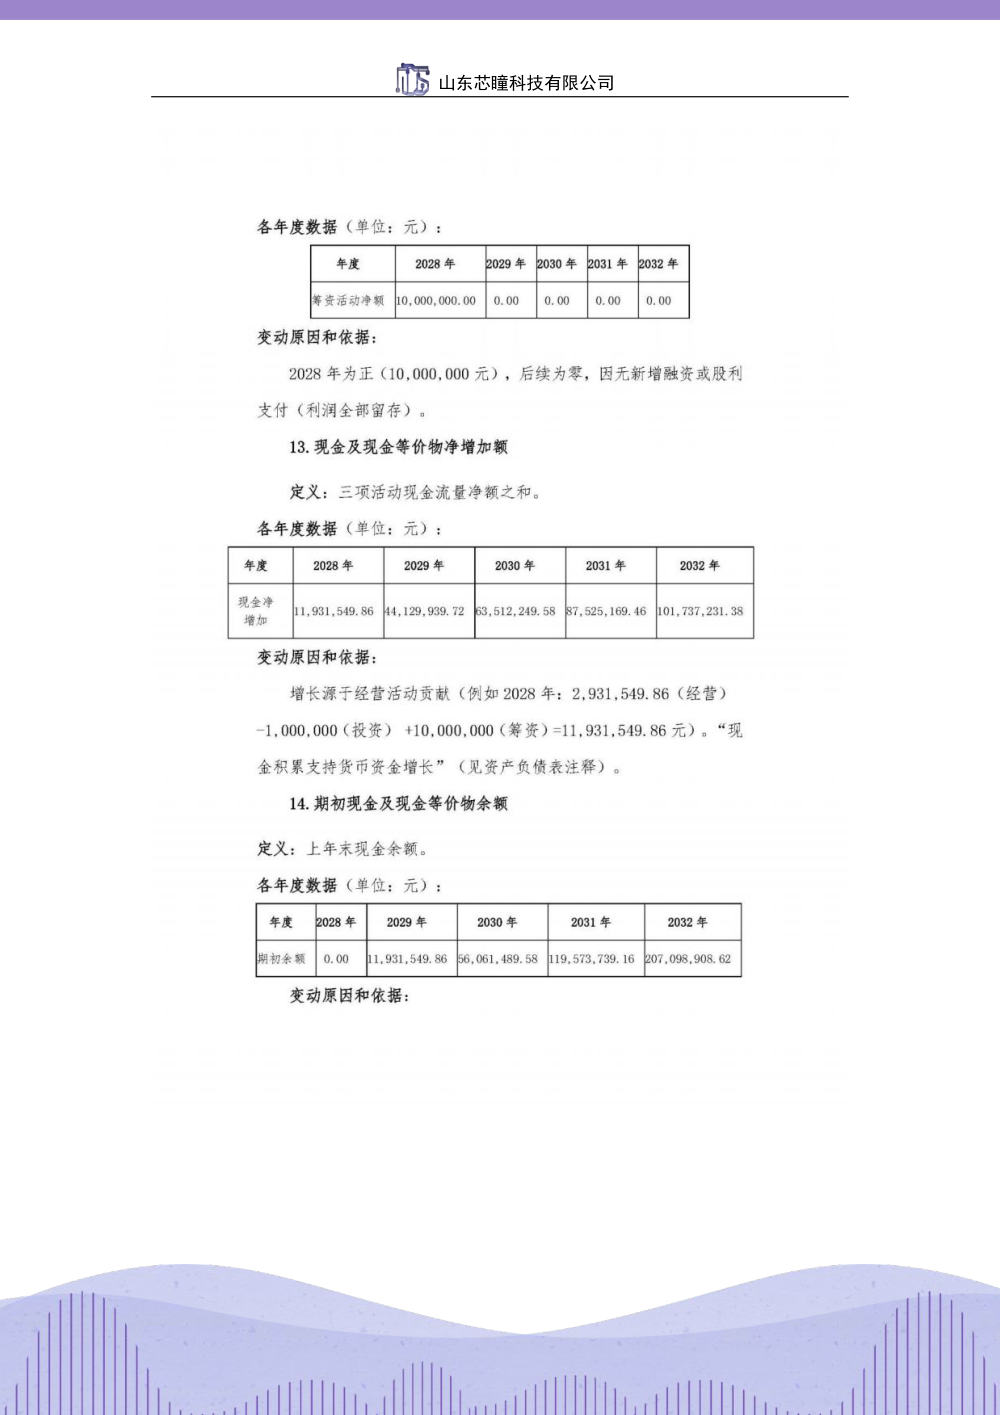 山东芯瞳科技有限公司
各年度数据（单位：元）：
年度 2028 年 2029 年 2030 年 2031 年 2032 年
筹资活动净额 10,000,000.00 0.00 0.00 0.00 0.00
变动原因和依据：
2028 年为正（10,000,000 元），后续为零，因无新增融资或股利
支付（利润全部留存）。
13.现金及现金等价物净增加额
定义：三项活动现金流量净额之和。
各年度数据（单位：元）：
年度 2028 年 2029 年 2030 年 2031 年 2032 年
现金净
增加 11,931,549.86 44,129,939.72 63,512,249.58 87,525,169.46 101,737,231.38
变动原因和依据：
增长源于经营活动贡献（例如 2028 年：2,931,549.86（经营）
-1,000,000（投资） +10,000,000（筹资）=11,931,549.86 元）。“现
金积累支持货币资金增长”（见资产负债表注释）。
14.期初现金及现金等价物余额
定义：上年末现金余额。
各年度数据（单位：元）：
年度 2028 年 2029 年 2030 年 2031 年 2032 年
期初余额 0.00 11,931,549.86 56,061,489.58 119,573,739.16 207,098,908.62
变动原因和依据：